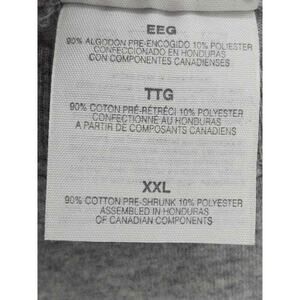 EEG
90% ALGODON PRE-ENCOGIDO 10% POLIESTER
CONFECCIONADO EN HONDURAS
CON COMPONENTES CANADIENSES
TTG
90% COTON PRÉ-RÉTRÉCI 10% POLYESTER
CONFECTIONNE AU HONDURAS
A PARTIR DE COMPOSANTS CANADIENS
XXL
90% COTTON PRE-SHRUNK 10% POLYESTER
ASSEMBLED IN HONDURAS
OF CANADIAN COMPONENTS